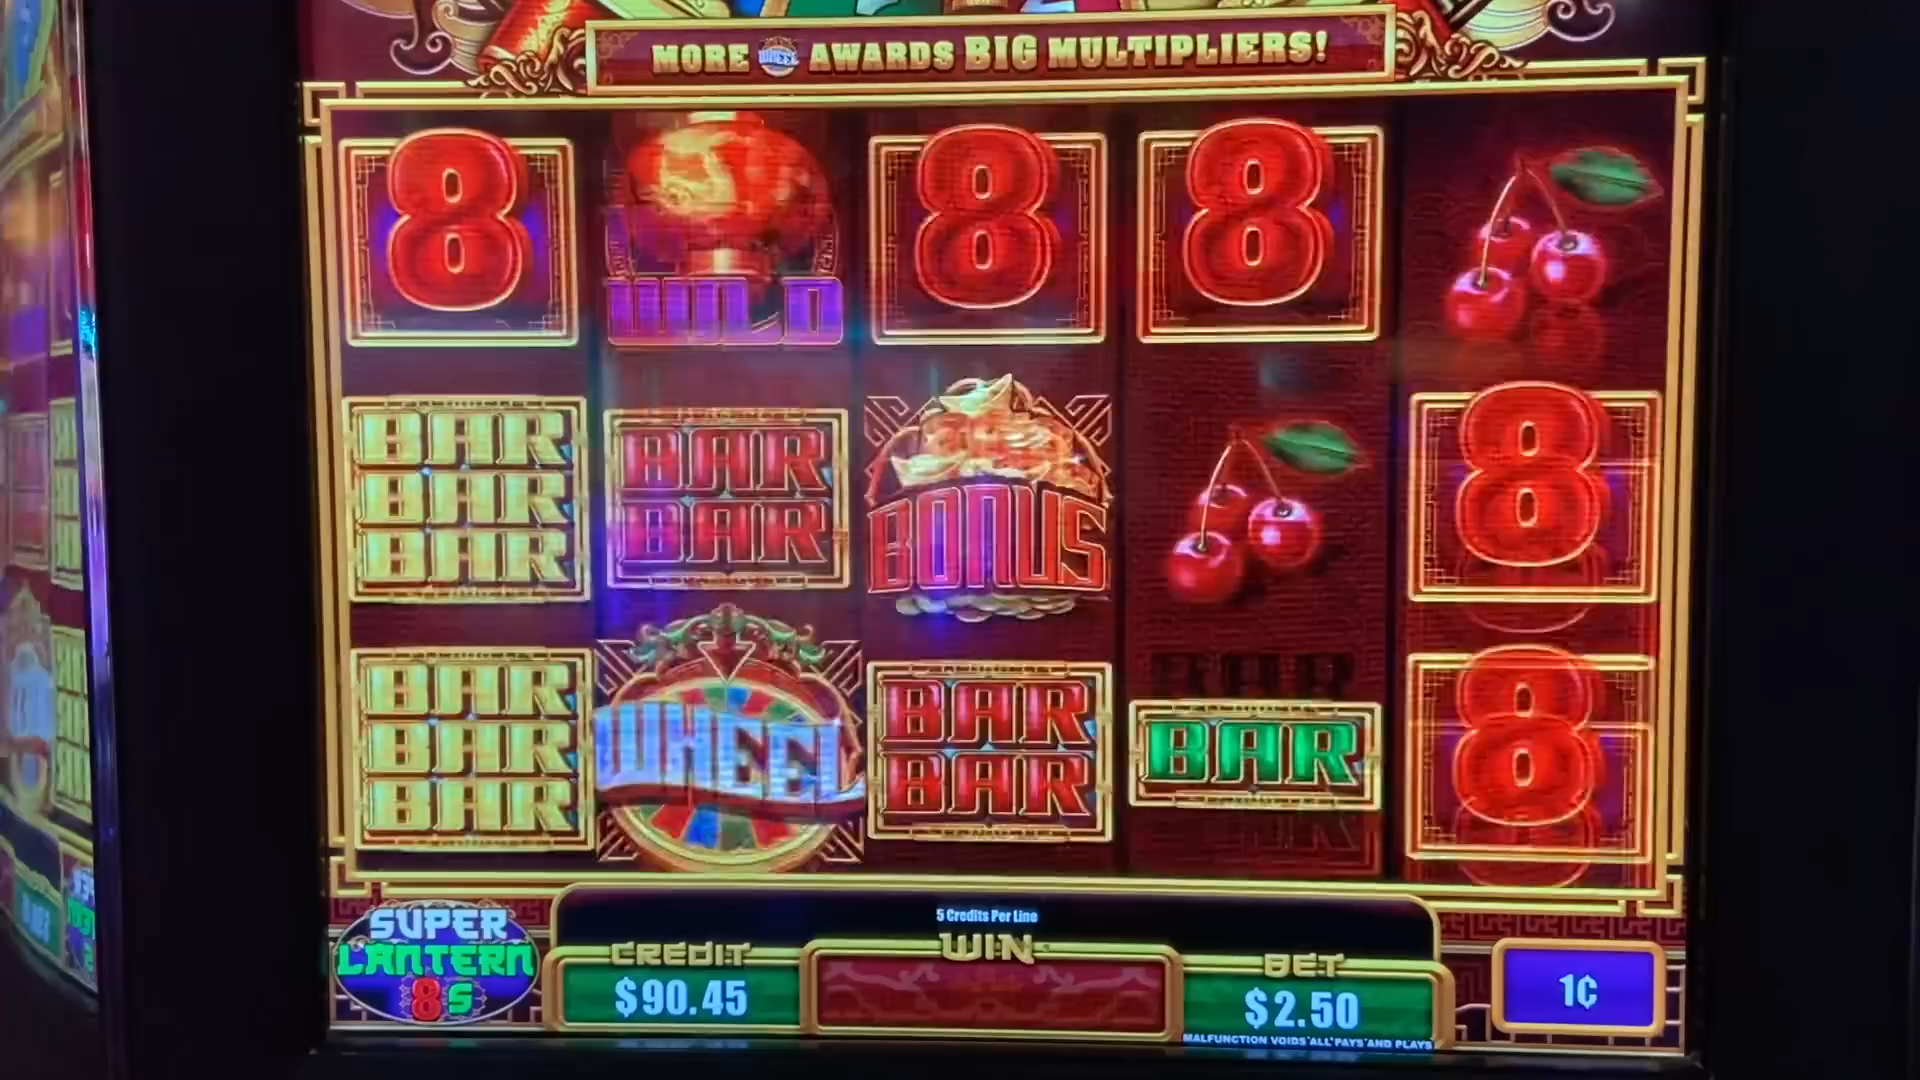 MORE WHEEL AWARDS BIG MULTIPLIERS!
8 8 8
WILD
BAR BAR BAR
BAR BAR
BONUS
8
BAR BAR BAR
WHEEL
BAR BAR
BAR
8
5 Credits Per Line
SUPER
LANTERN
8S
CREDIT
$90.45
WIN
BET
$2.50
1¢
MALFUNCTION VOIDS ALL PAYS AND PLAYS